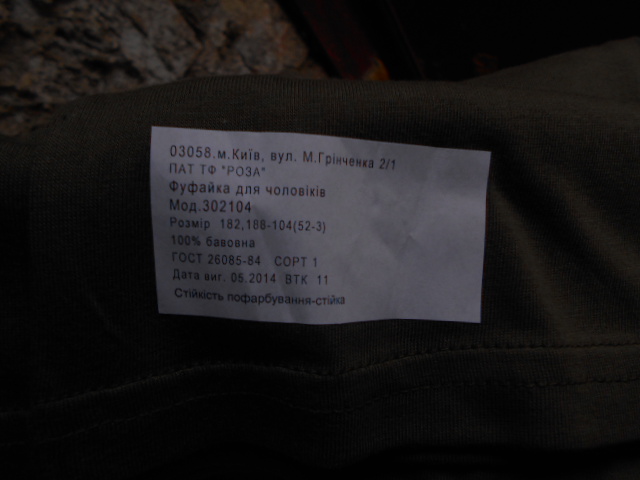 03058.м.Київ, вул. М.Грінченка 2/1
ПАТ ТФ "РОЗА"
Фуфайка для чоловіків
Мод.302104
Розмір 182,188-104(52-3)
100% бавовна
ГОСТ 26085-84 СОРТ 1
Дата виг. 05.2014 ВТК 11
Стійкість пофарбування-стійка